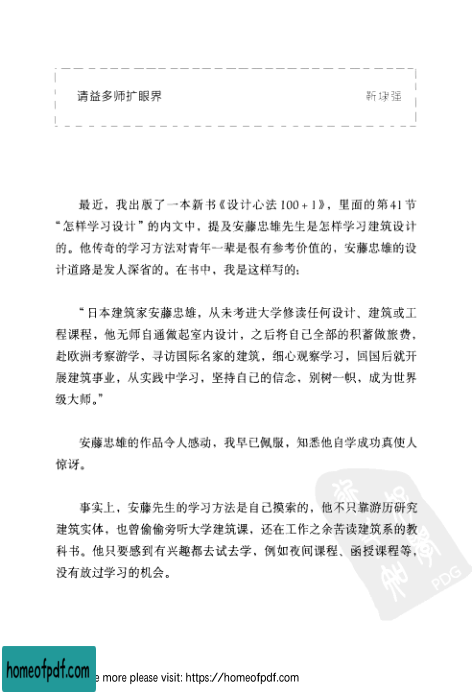 请益多师扩眼界
靳埭强
最近，我出版了一本新书《设计心法 100 + 1》，里面的第 41 节
“怎样学习设计”的内文中，提及安藤忠雄先生是怎样学习建筑设计
的。他传奇的学习方法对青年一辈是很有参考价值的，安藤忠雄的设
计道路是发人深省的。在书中，我是这样写的：
“日本建筑家安藤忠雄，从未考进大学修读任何设计、建筑或工
程课程，他无师自通做起室内设计，之后将自己全部的积蓄做旅费，
赴欧洲考察游学，寻访国际名家的建筑，细心观察学习，回国后就开
展建筑事业，从实践中学习，坚持自己的信念，别树一帜，成为世界
级大师。”
安藤忠雄的作品令人感动，我早已佩服，知悉他自学成功真使人
惊讶。
事实上，安藤先生的学习方法是自己摸索的，他不只靠游历研究
建筑实体，也曾偷偷旁听大学建筑课，还在工作之余苦读建筑系的教
科书。他只要感到有兴趣都去试去学，例如夜间课程、函授课程等，
没有放过学习的机会。
PDG
homeofpdf.com
e more please visit: https://homeofpdf.com